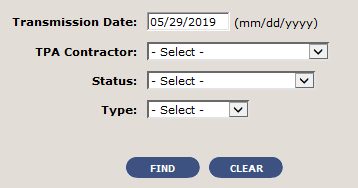 Transmission Date: 05/29/2019 (mm/dd/yyyy)
TPA Contractor: - Select -
Status: - Select -
Type: - Select -
FIND CLEAR